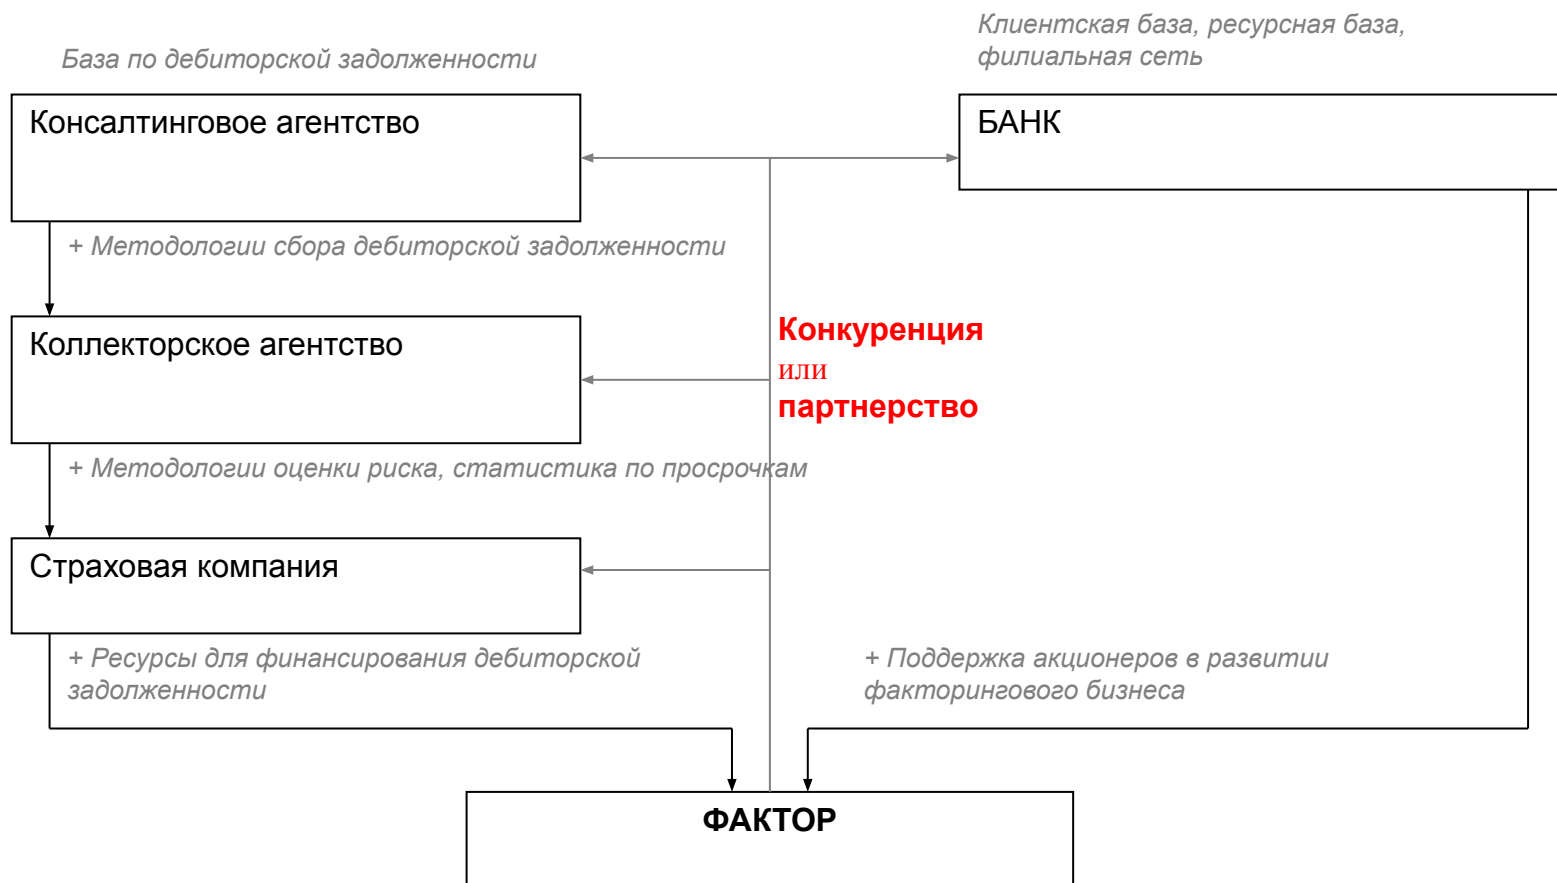 База по дебиторской задолженности
Клиентская база, ресурсная база,
филиальная сеть
Консалтинговое агентство
БАНК
+ Методологии сбора дебиторской задолженности
Коллекторское агентство
Конкуренция
или
партнерство
+ Методологии оценки риска, статистика по просрочкам
Страховая компания
+ Ресурсы для финансирования дебиторской
задолженности
+ Поддержка акционеров в развитии
факторингового бизнеса
ФАКТОР